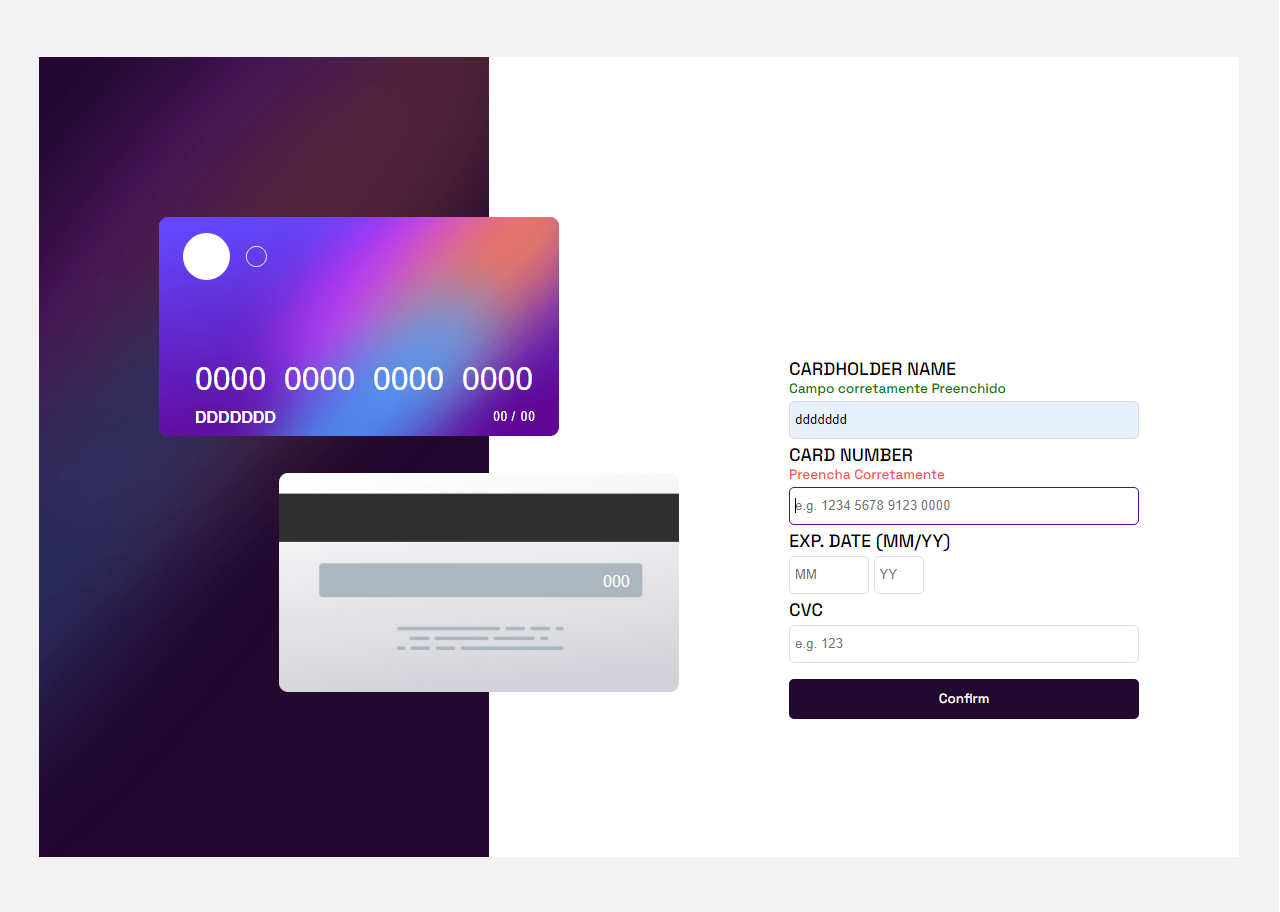 0000 0000 0000 0000
DDDDDDD 00 / 00
000
CARDHOLDER NAME
Campo corretamente Preenchido
ddddddd
CARD NUMBER
Preencha Corretamente
e.g. 1234 5678 9123 0000
EXP. DATE (MM/YY)
MM YY
CVC
e.g. 123
Confirm